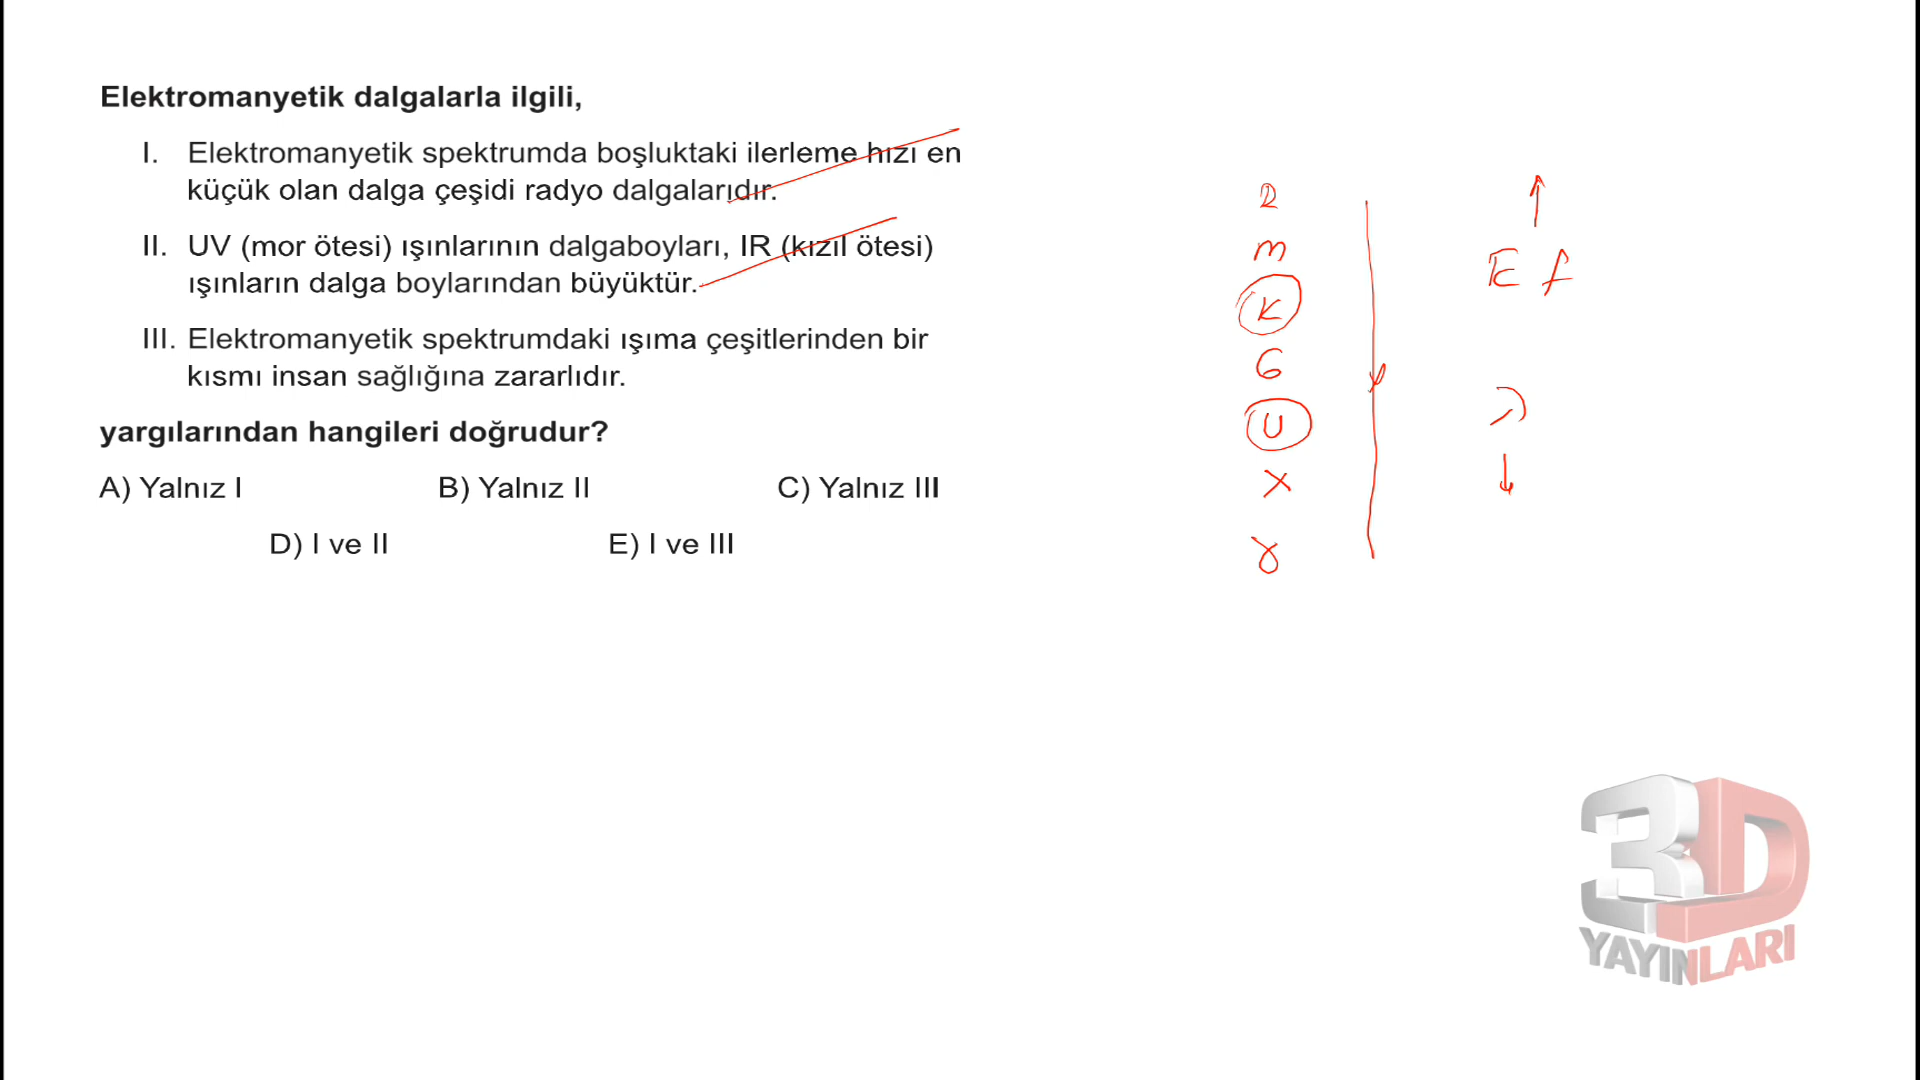 Elektromanyetik dalgalarla ilgili,
I. Elektromanyetik spektrumda boşluktaki ilerleme hızı en
küçük olan dalga çeşidi radyo dalgalarıdır.
II. UV (mor ötesi) ışınlarının dalgaboyları, IR (kızıl ötesi)
ışınların dalga boylarından büyüktür.
III. Elektromanyetik spektrumdaki ışıma çeşitlerinden bir
kısmı insan sağlığına zararlıdır.
yargılarından hangileri doğrudur?
A) Yalnız I B) Yalnız II C) Yalnız III
D) I ve II E) I ve III
R
m
K
G
U
X
γ
↑
E f
λ
↓
3D
YAYINLARI